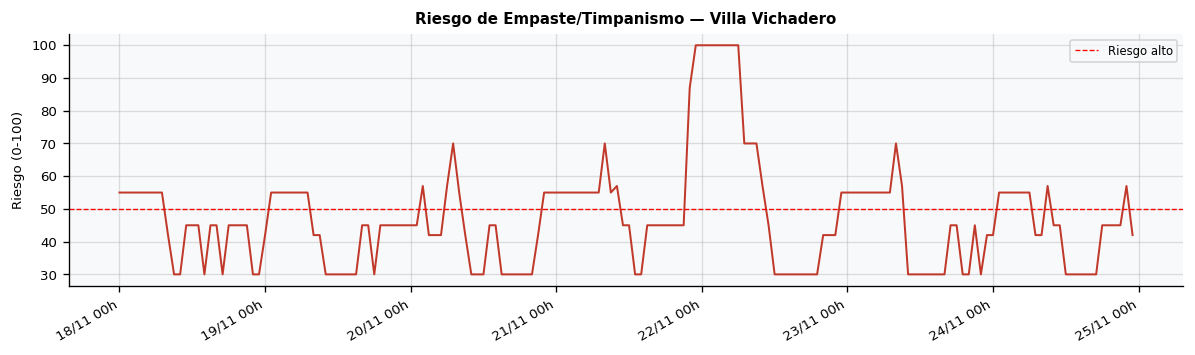 Riesgo de Empaste/Timpanismo — Villa Vichadero
Riesgo alto
Riesgo (0-100)
100
90
80
70
60
50
40
30
18/11 00h
19/11 00h
20/11 00h
21/11 00h
22/11 00h
23/11 00h
24/11 00h
25/11 00h